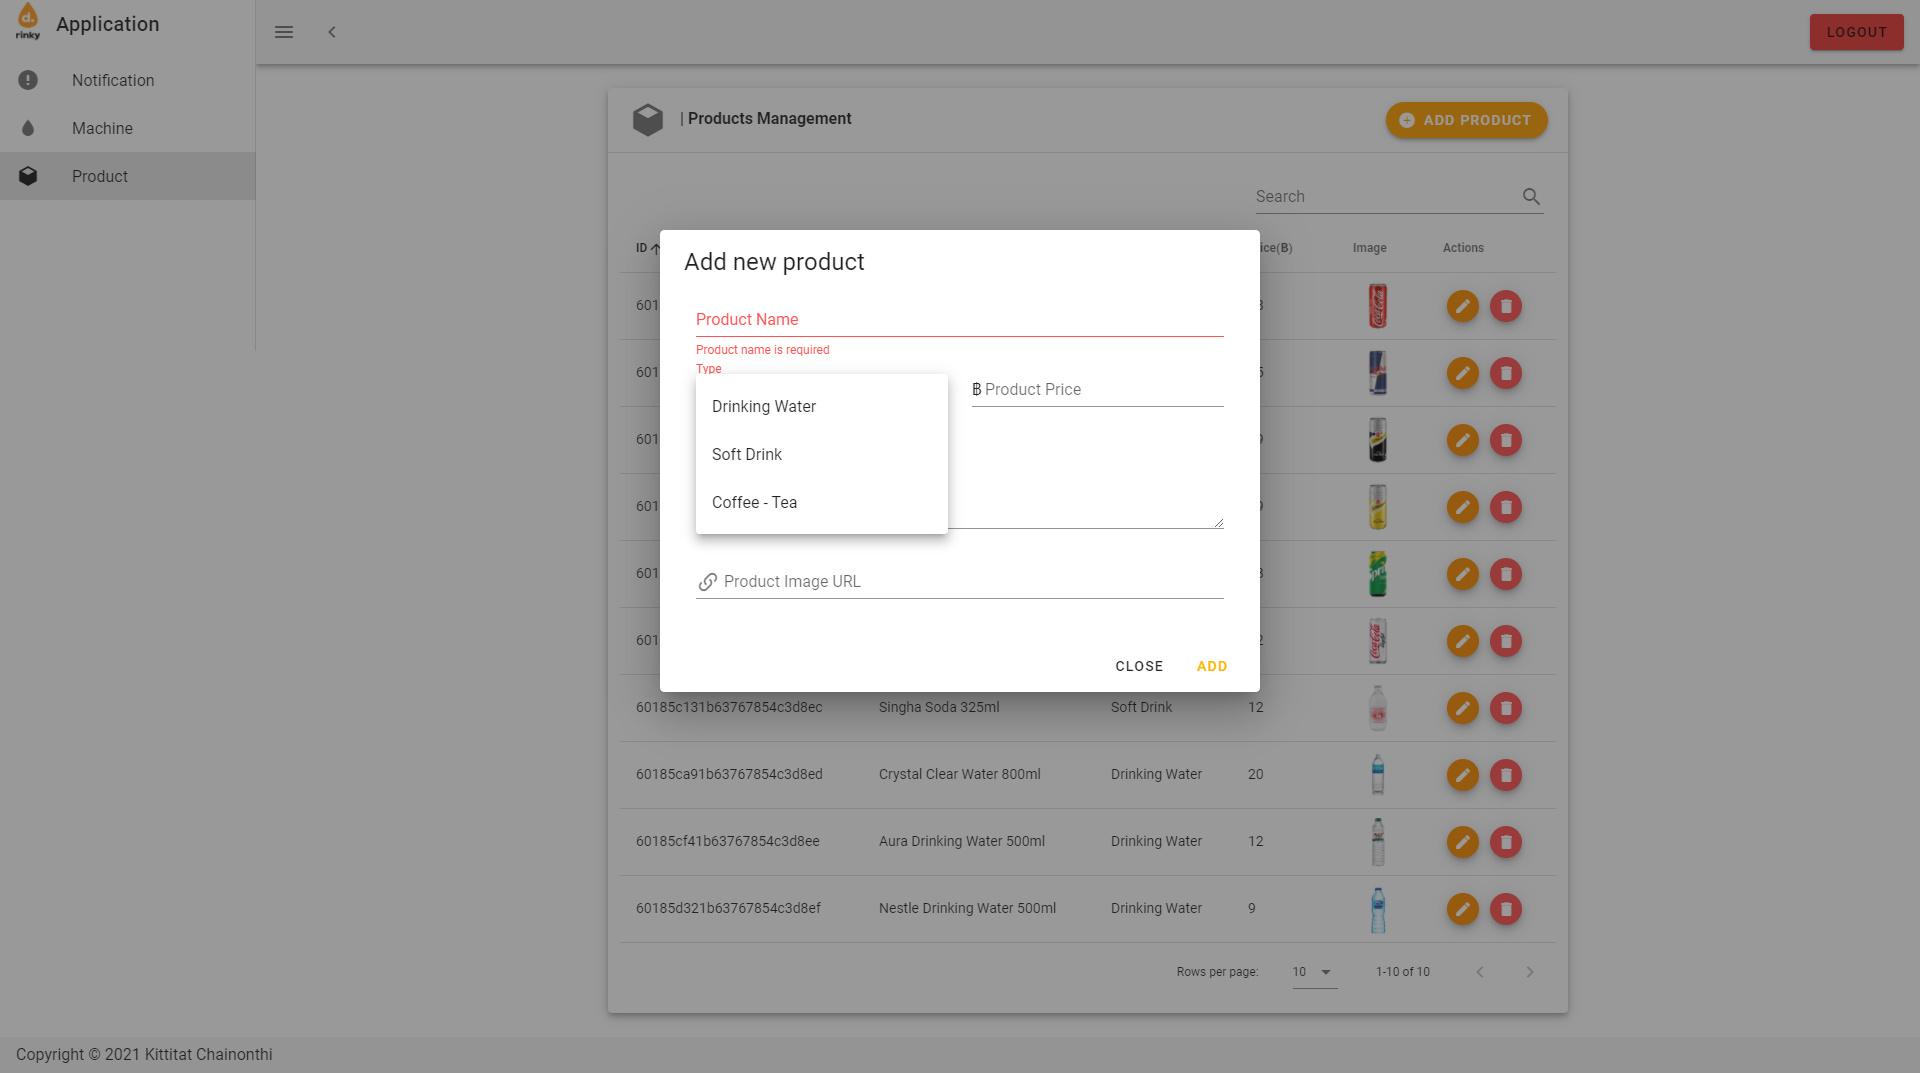 d.
rinky
Application
LOGOUT
Notification
Machine
Product
| Products Management
ADD PRODUCT
Search
ID
ice(B)
Image
Actions
Add new product
Product Name
Product name is required
Type
Drinking Water
Soft Drink
Coffee - Tea
฿ Product Price
Product Image URL
CLOSE
ADD
601
601
601
601
601
601
60185c131b63767854c3d8ec Singha Soda 325ml Soft Drink 12
60185ca91b63767854c3d8ed Crystal Clear Water 800ml Drinking Water 20
60185cf41b63767854c3d8ee Aura Drinking Water 500ml Drinking Water 12
60185d321b63767854c3d8ef Nestle Drinking Water 500ml Drinking Water 9
Rows per page: 10 1-10 of 10
Copyright © 2021 Kittitat Chainonthi